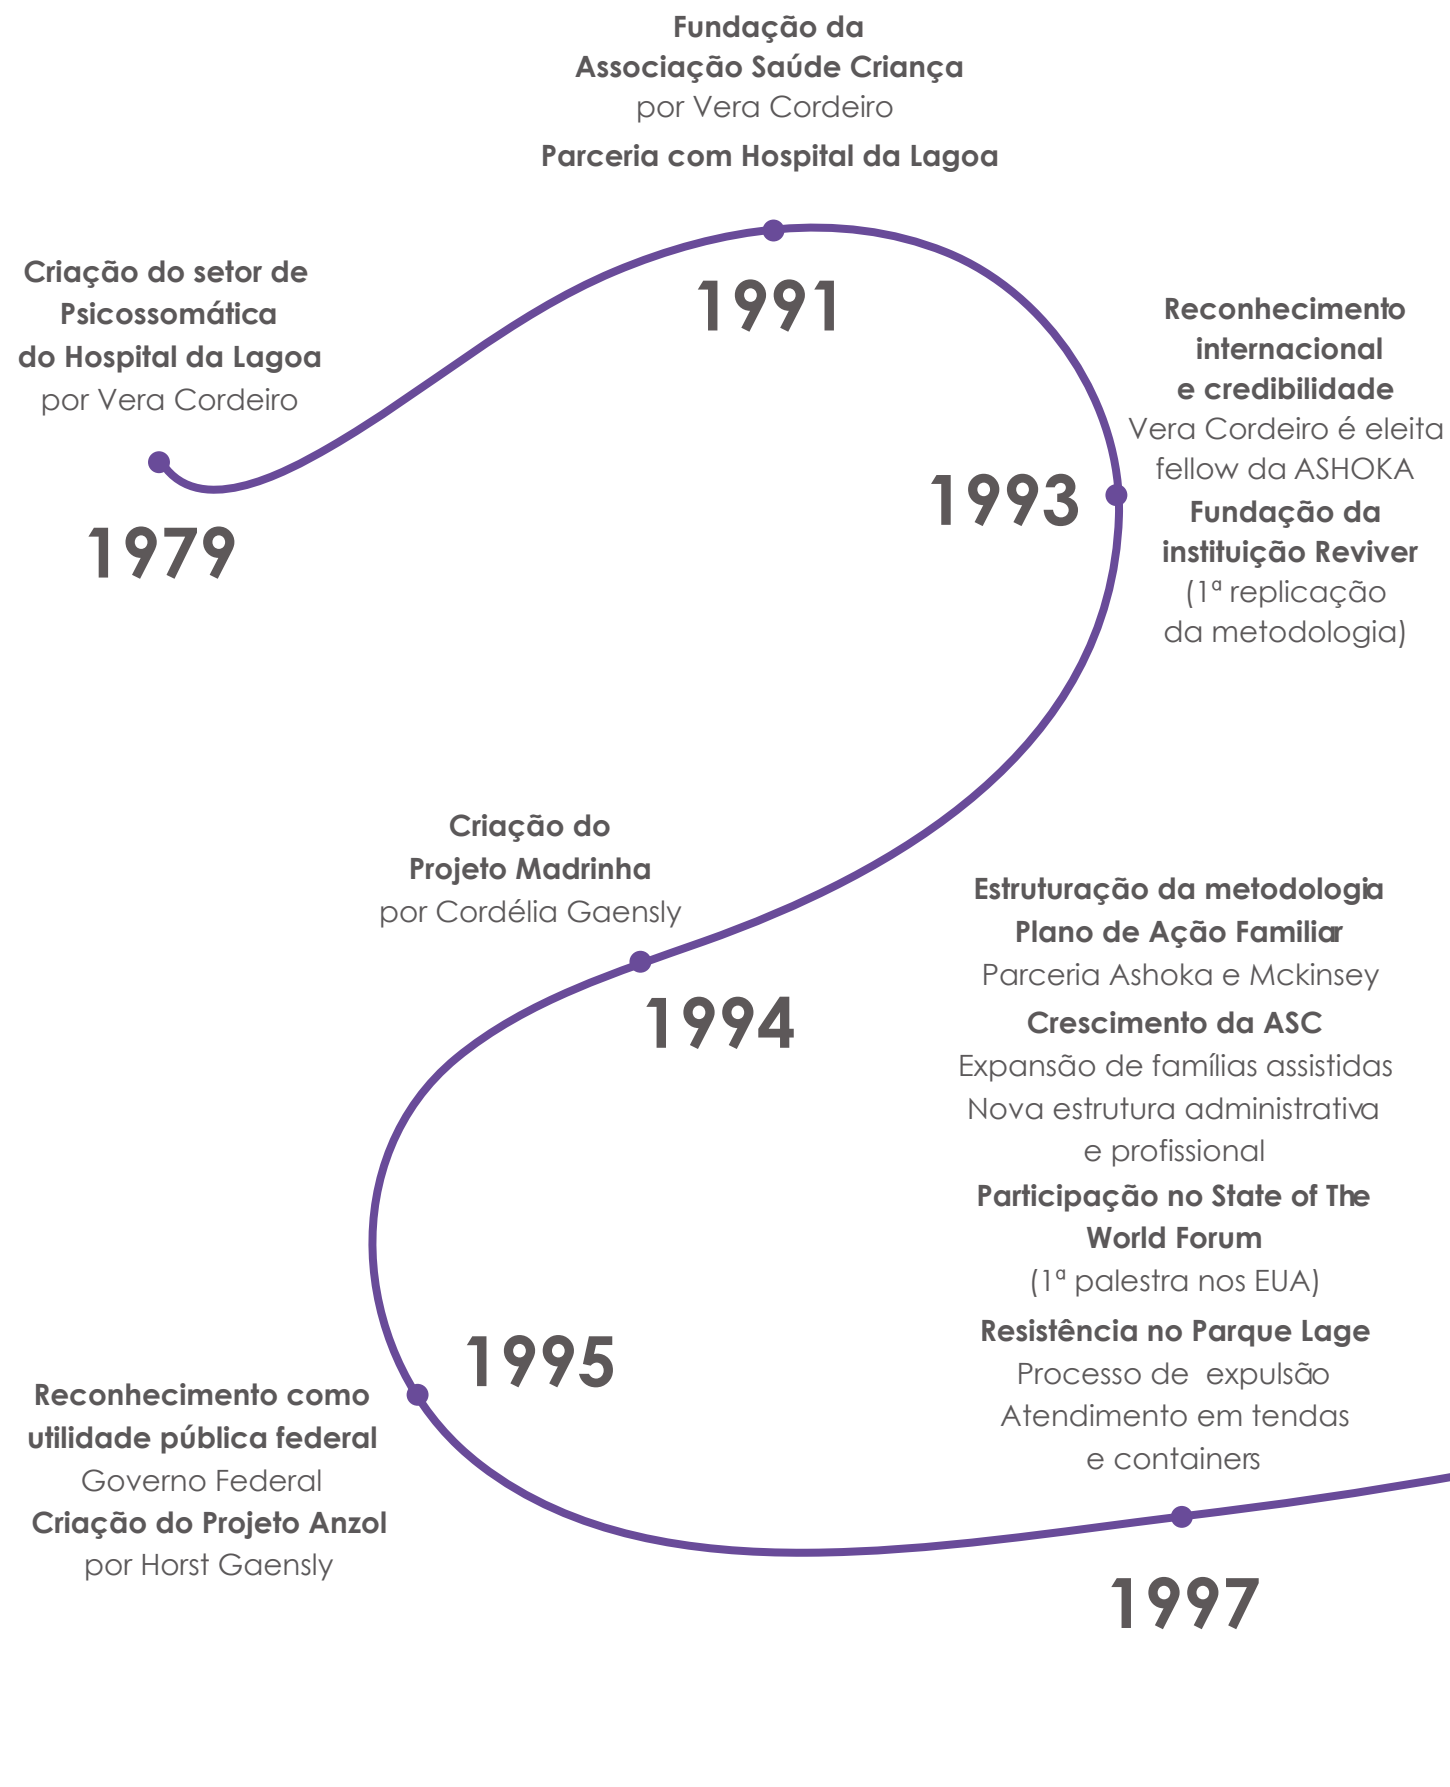 Criação do setor de
Psicossomática
do Hospital da Lagoa
por Vera Cordeiro
1979
Fundação da
Associação Saúde Criança
por Vera Cordeiro
Parceria com Hospital da Lagoa
1991
Reconhecimento
internacional
e credibilidade
Vera Cordeiro é eleita
fellow da ASHOKA
Fundação da
instituição Reviver
(1ª replicação
da metodologia)
1993
Criação do
Projeto Madrinha
por Cordélia Gaensly
1994
1995
Reconhecimento como
utilidade pública federal
Governo Federal
Criação do Projeto Anzol
por Horst Gaensly
Estruturação da metodologia
Plano de Ação Familiar
Parceria Ashoka e Mckinsey
Crescimento da ASC
Expansão de famílias assistidas
Nova estrutura administrativa
e profissional
Participação no State of The
World Forum
(1ª palestra nos EUA)
Resistência no Parque Lage
Processo de expulsão
Atendimento em tendas
e containers
1997